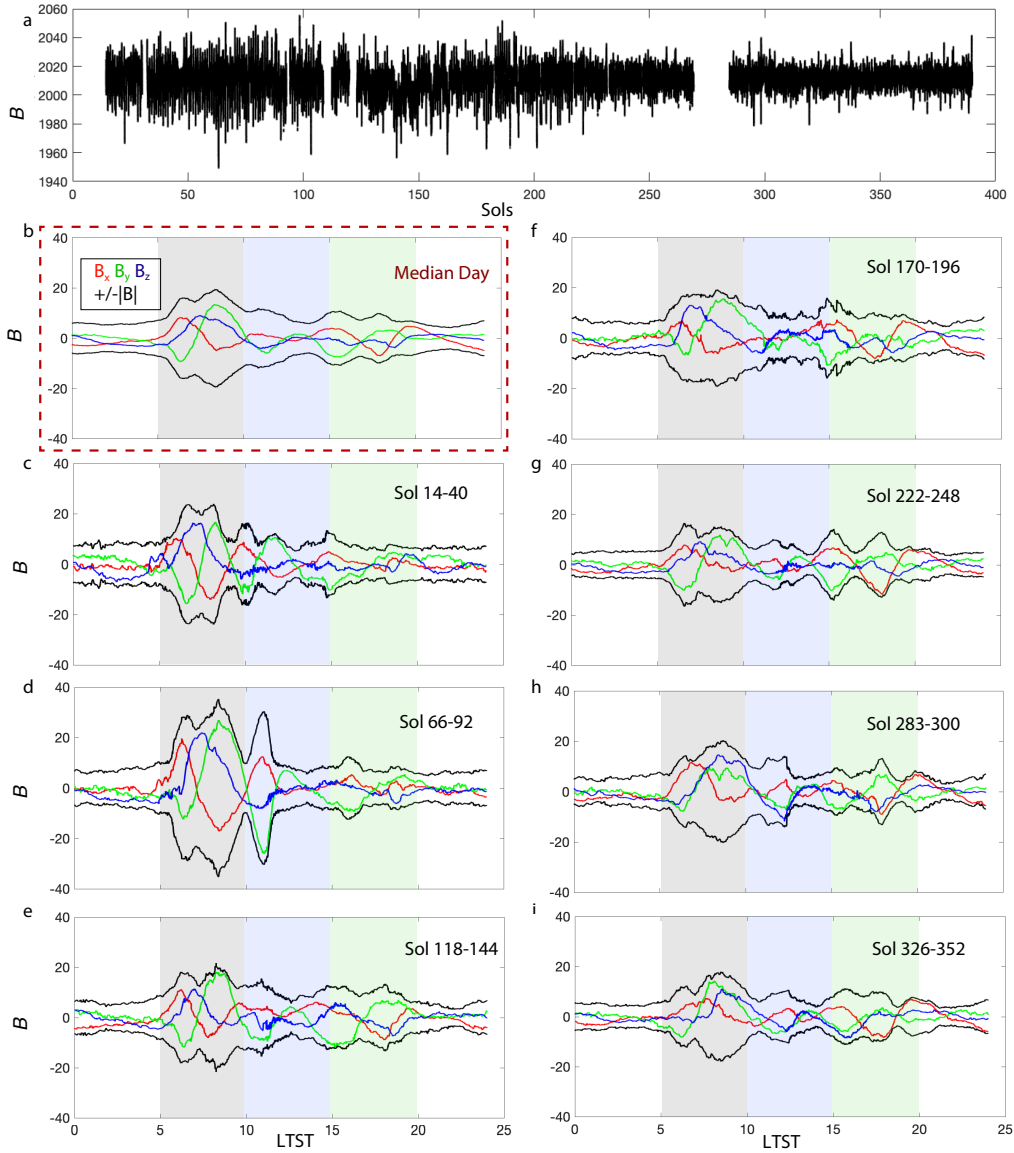 a
2060
2040
2020
2000
1980
1960
1940
B
0 50 100 150 200 250 300 350 400
Sols
b
40
20
0
-20
-40
B
Bx By Bz
+/-|B|
Median Day
f
40
20
0
-20
-40
Sol 170-196
c
40
20
0
-20
-40
B
Sol 14-40
g
40
20
0
-20
-40
Sol 222-248
d
40
20
0
-20
-40
B
Sol 66-92
h
40
20
0
-20
-40
Sol 283-300
e
40
20
0
-20
-40
B
Sol 118-144
0 5 10 15 20 25
LTST
i
40
20
0
-20
-40
Sol 326-352
0 5 10 15 20 25
LTST